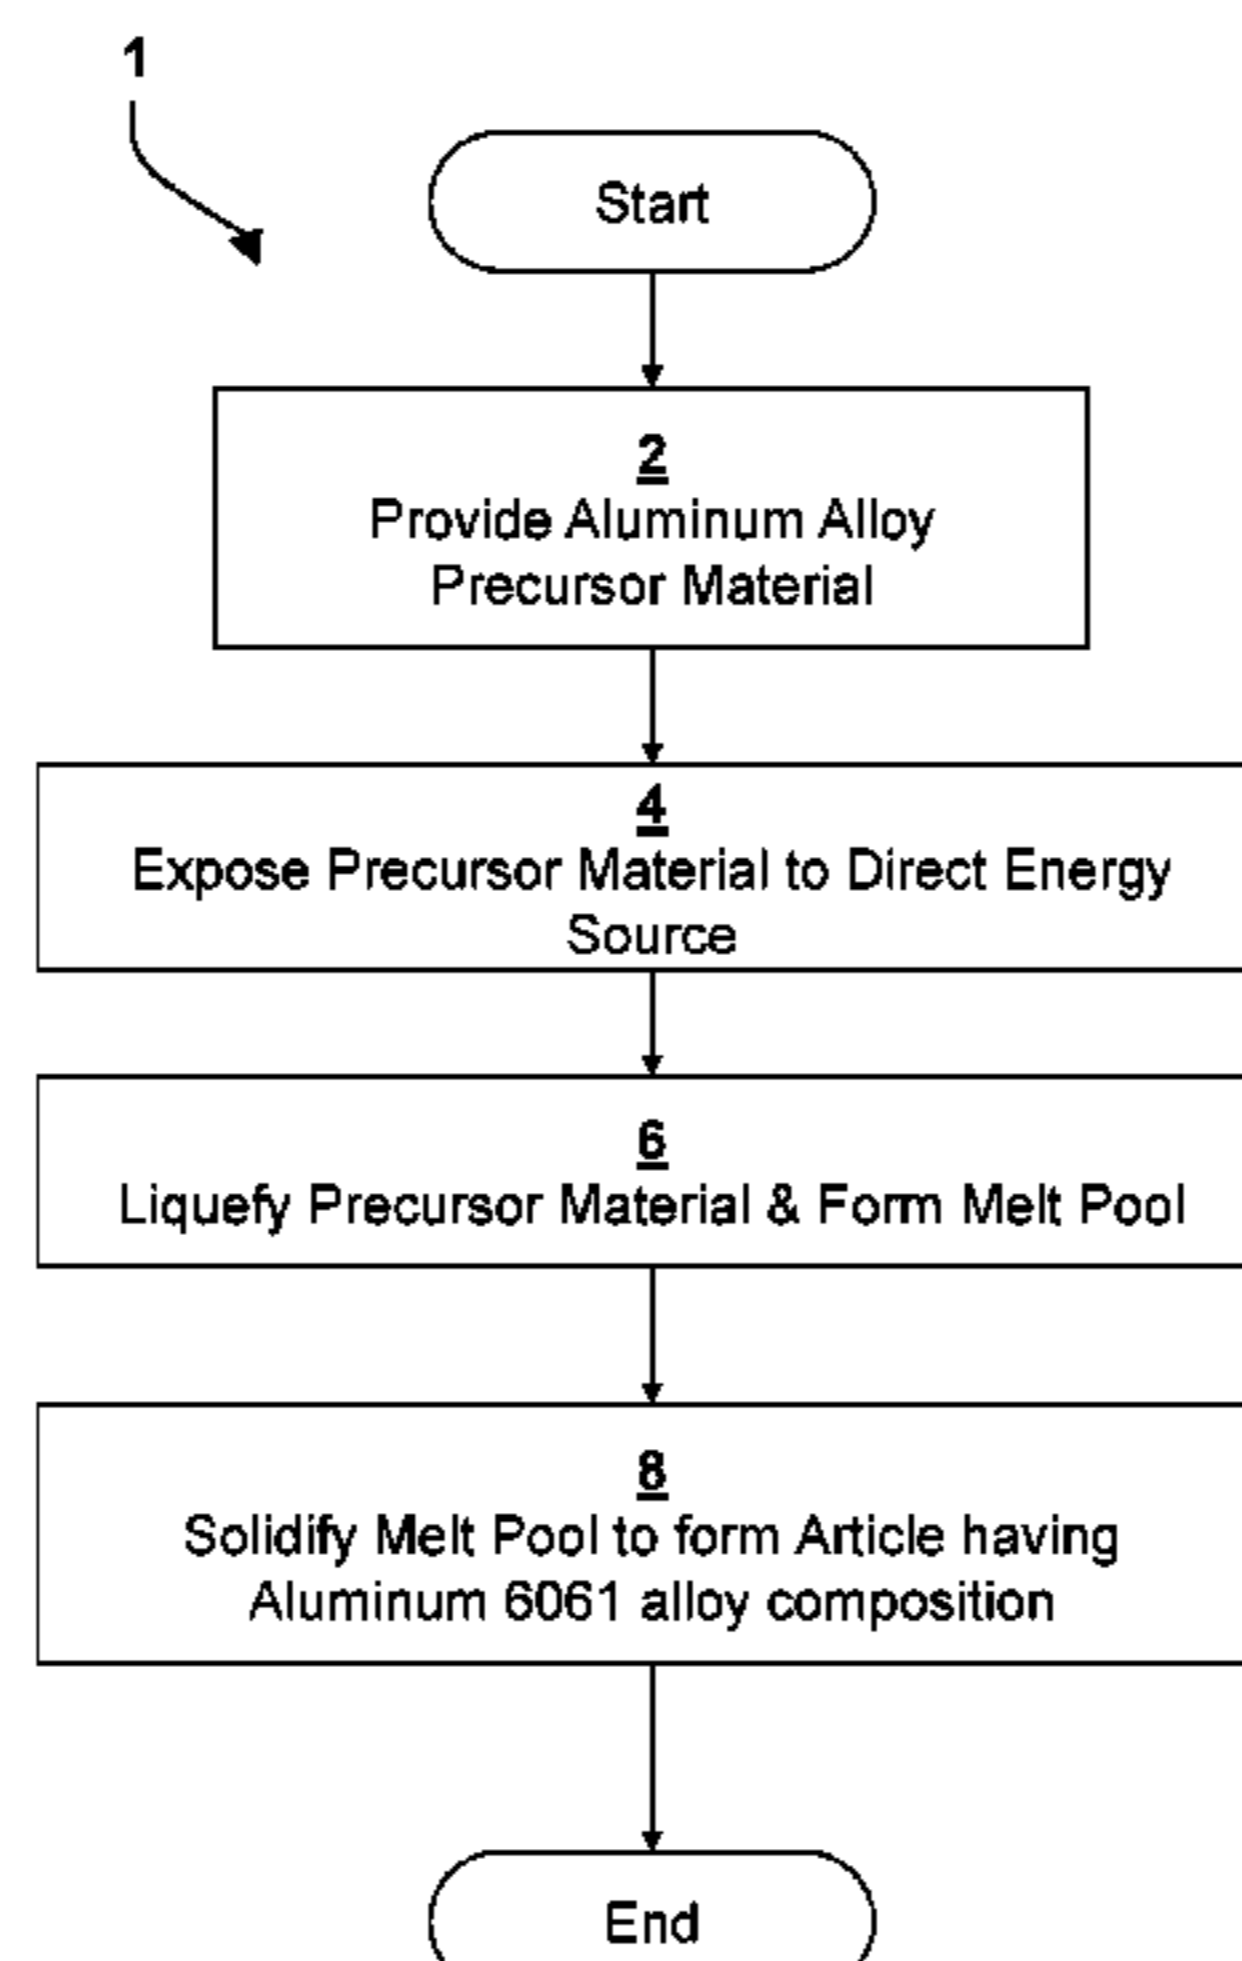 1
Start
2
Provide Aluminum Alloy
Precursor Material
4
Expose Precursor Material to Direct Energy
Source
6
Liquefy Precursor Material & Form Melt Pool
8
Solidify Melt Pool to form Article having
Aluminum 6061 alloy composition
End